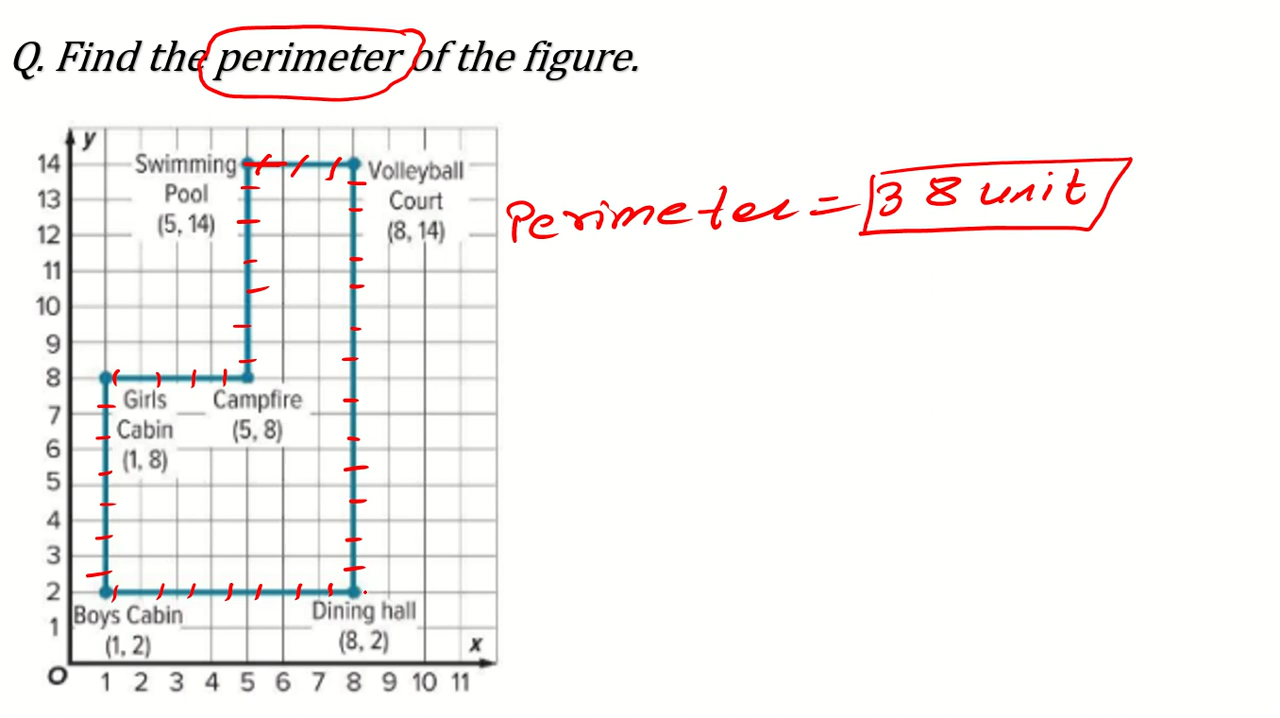 Q. Find the perimeter of the figure.
y
14
13
12
11
10
9
8
7
6
5
4
3
2
1
O
Swimming
Pool
(5, 14)
Volleyball
Court
(8, 14)
Perimeter = 38 unit
Girls
Cabin
(1, 8)
Campfire
(5, 8)
Boys Cabin
(1, 2)
Dining hall
(8, 2)
x
1 2 3 4 5 6 7 8 9 10 11